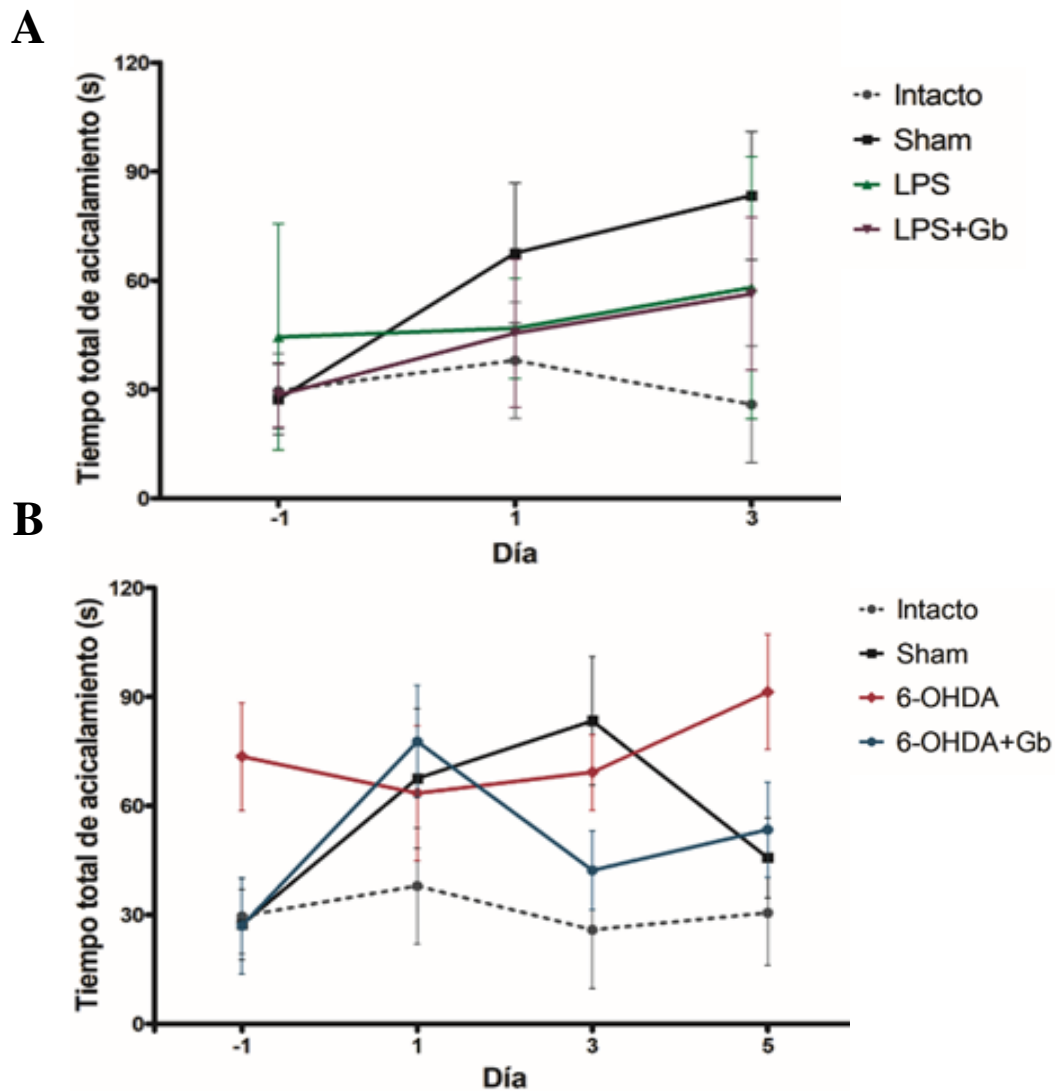 A
Tiempo total de acicalamiento (s)
120
90
60
30
0
-1
1
3
Día
Intacto
Sham
LPS
LPS+Gb
B
Tiempo total de acicalamiento (s)
120
90
60
30
0
-1
1
3
5
Día
Intacto
Sham
6-OHDA
6-OHDA+Gb